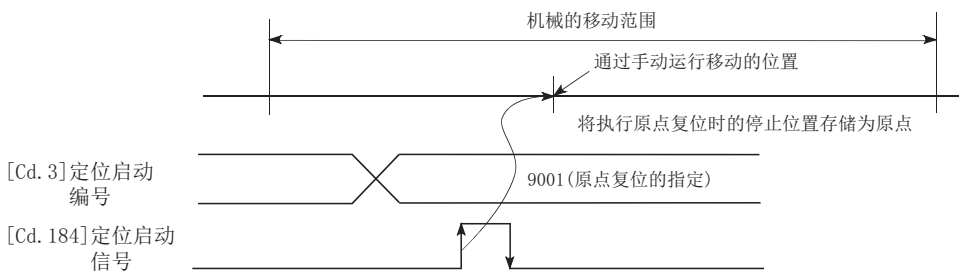 机械的移动范围
通过手动运行移动的位置
将执行原点复位时的停止位置存储为原点
[Cd.3]定位启动
编号
9001(原点复位的指定)
[Cd.184]定位启动
信号